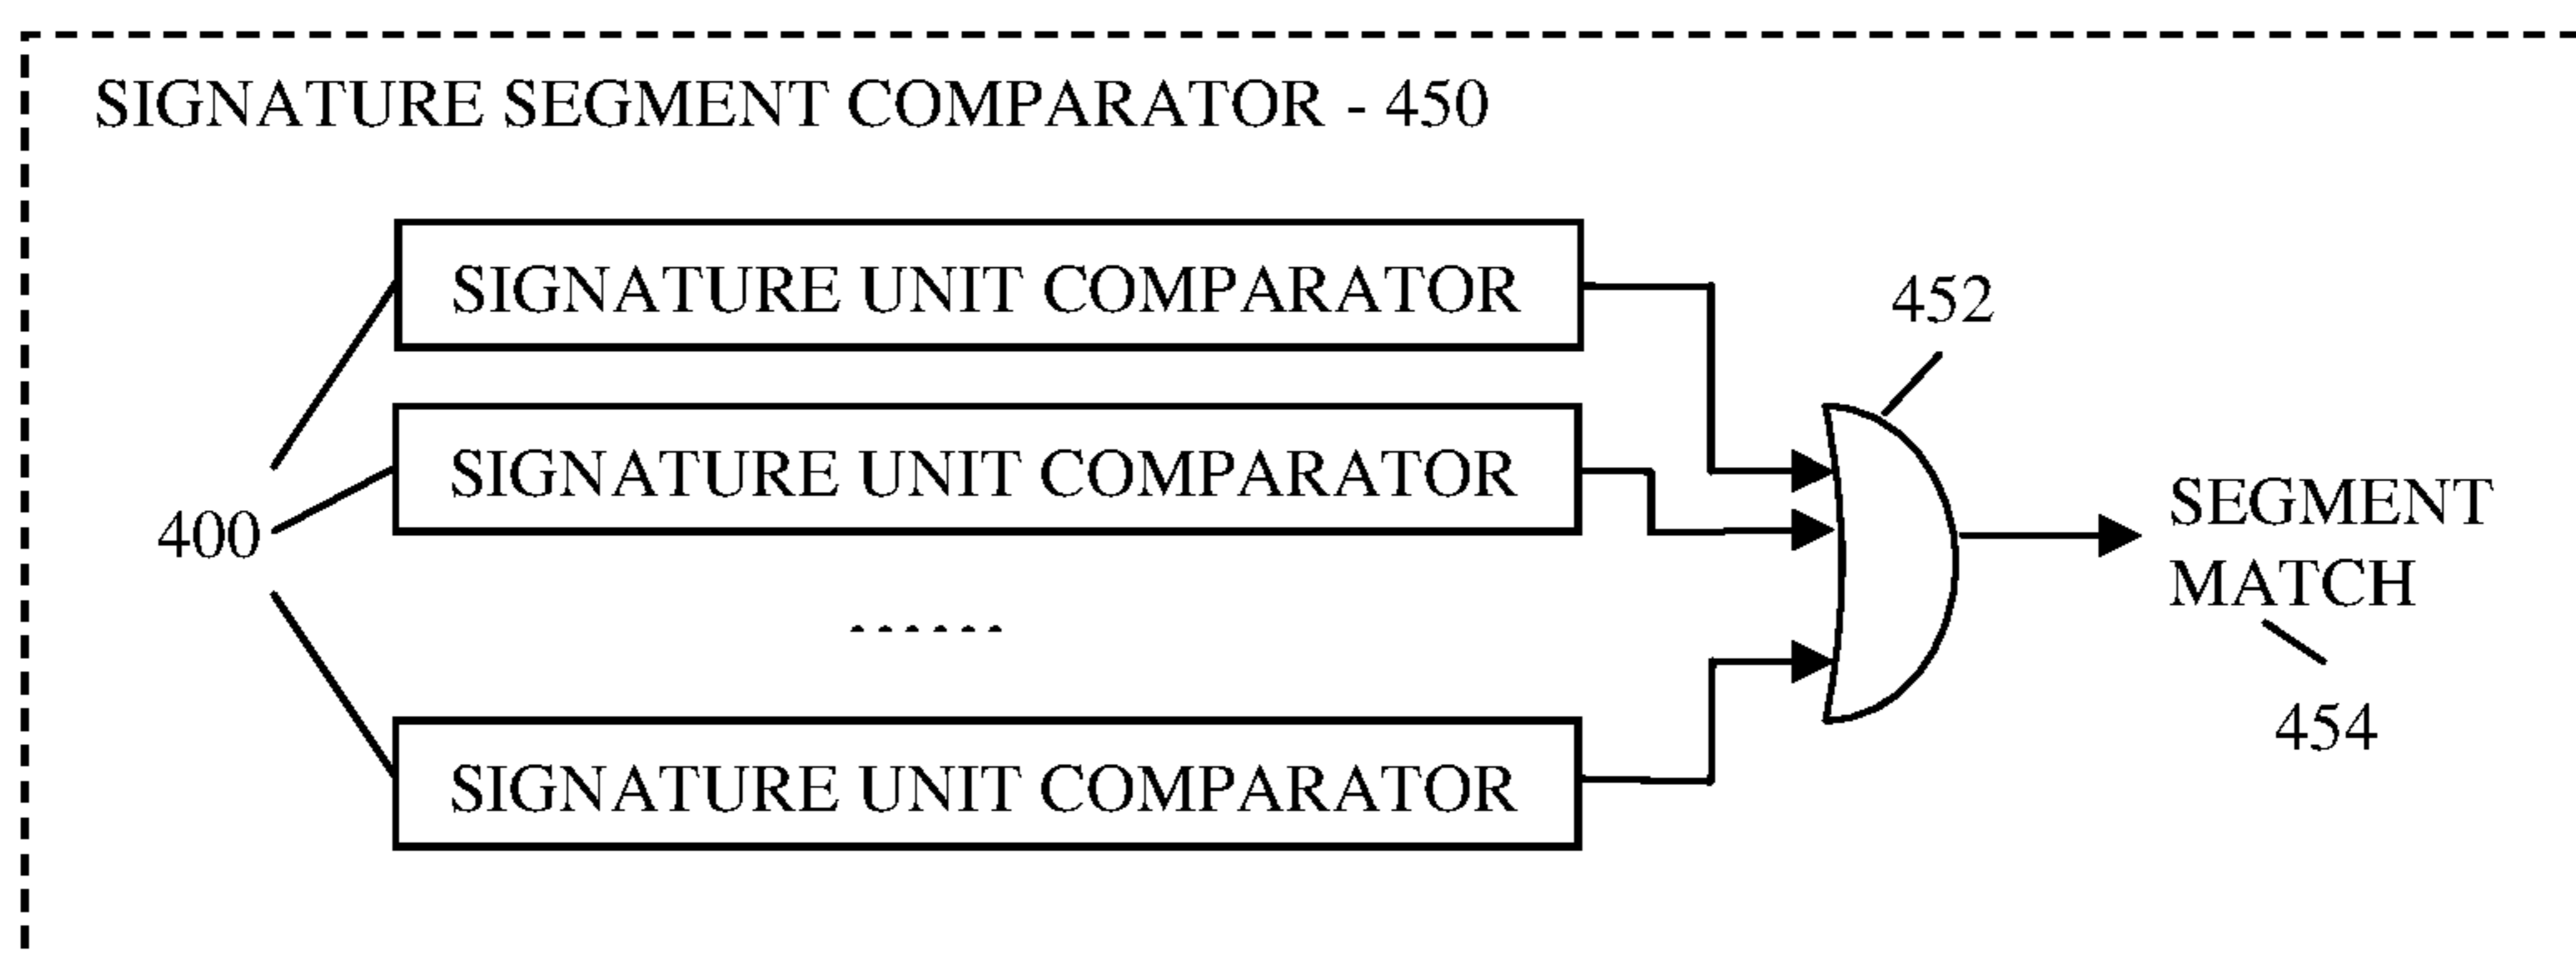 SIGNATURE SEGMENT COMPARATOR - 450
SIGNATURE UNIT COMPARATOR
452
SIGNATURE UNIT COMPARATOR
SEGMENT
MATCH
400
......
454
SIGNATURE UNIT COMPARATOR